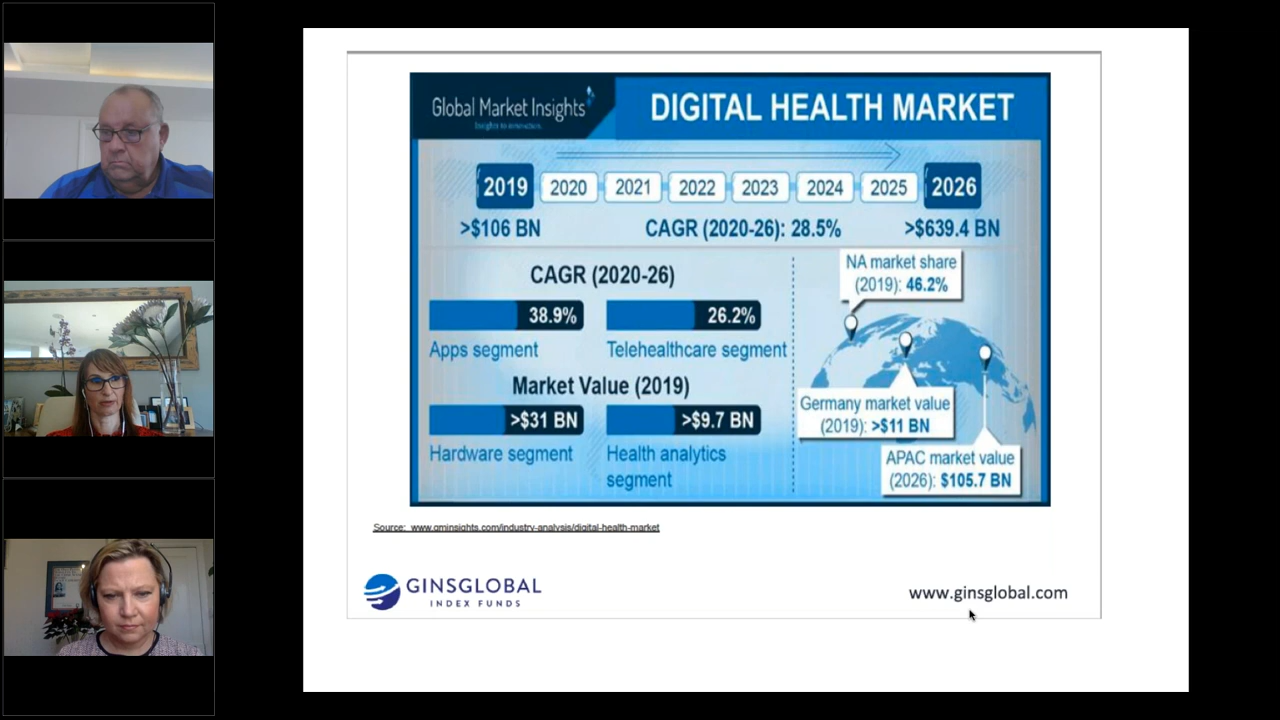 Global Market Insights
Insights to Innovation
DIGITAL HEALTH MARKET
2019
2020
2021
2022
2023
2024
2025
2026
>$106 BN
CAGR (2020-26): 28.5%
>$639.4 BN
CAGR (2020-26)
38.9%
26.2%
Apps segment
Telehealthcare segment
Market Value (2019)
>$31 BN
>$9.7 BN
Hardware segment
Health analytics
segment
NA market share
(2019): 46.2%
Germany market value
(2019): >$11 BN
APAC market value
(2026): $105.7 BN
Source: www.gminsights.com/industry-analysis/digital-health-market
GINSGLOBAL
INDEX FUNDS
www.ginsglobal.com